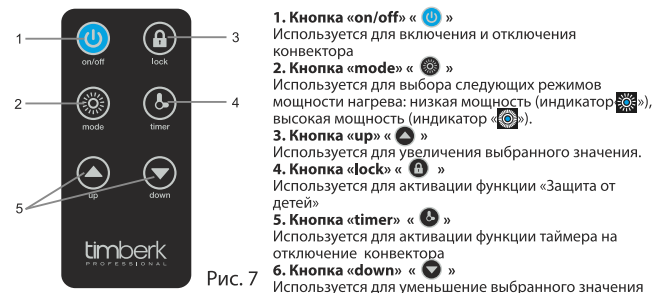 1
2
5
3
4
on/off
lock
mode
timer
up
down
timberk
PROFESSIONAL
Рис. 7
1. Кнопка «on/off» « »
Используется для включения и отключения
конвектора
2. Кнопка «mode» « »
Используется для выбора следующих режимов
мощности нагрева: низкая мощность (индикатор « »),
высокая мощность (индикатор « »).
3. Кнопка «up» « »
Используется для увеличения выбранного значения.
4. Кнопка «lock» « »
Используется для активации функции «Защита от
детей»
5. Кнопка «timer» « »
Используется для активации функции таймера на
отключение конвектора
6. Кнопка «down» « »
Используется для уменьшение выбранного значения